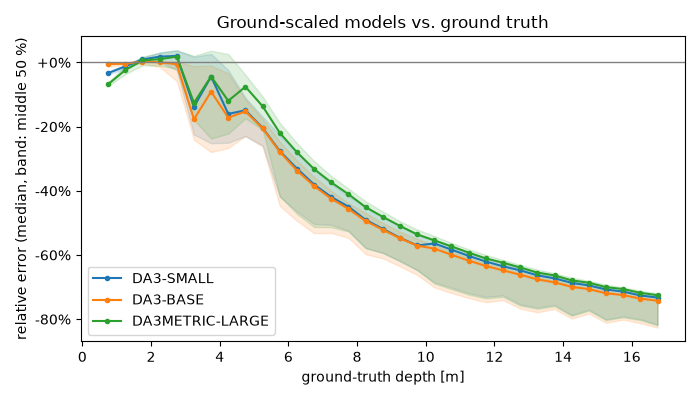 Ground-scaled models vs. ground truth
relative error (median, band: middle 50 %)
+0%
-20%
-40%
-60%
-80%
DA3-SMALL
DA3-BASE
DA3METRIC-LARGE
0 2 4 6 8 10 12 14 16
ground-truth depth [m]